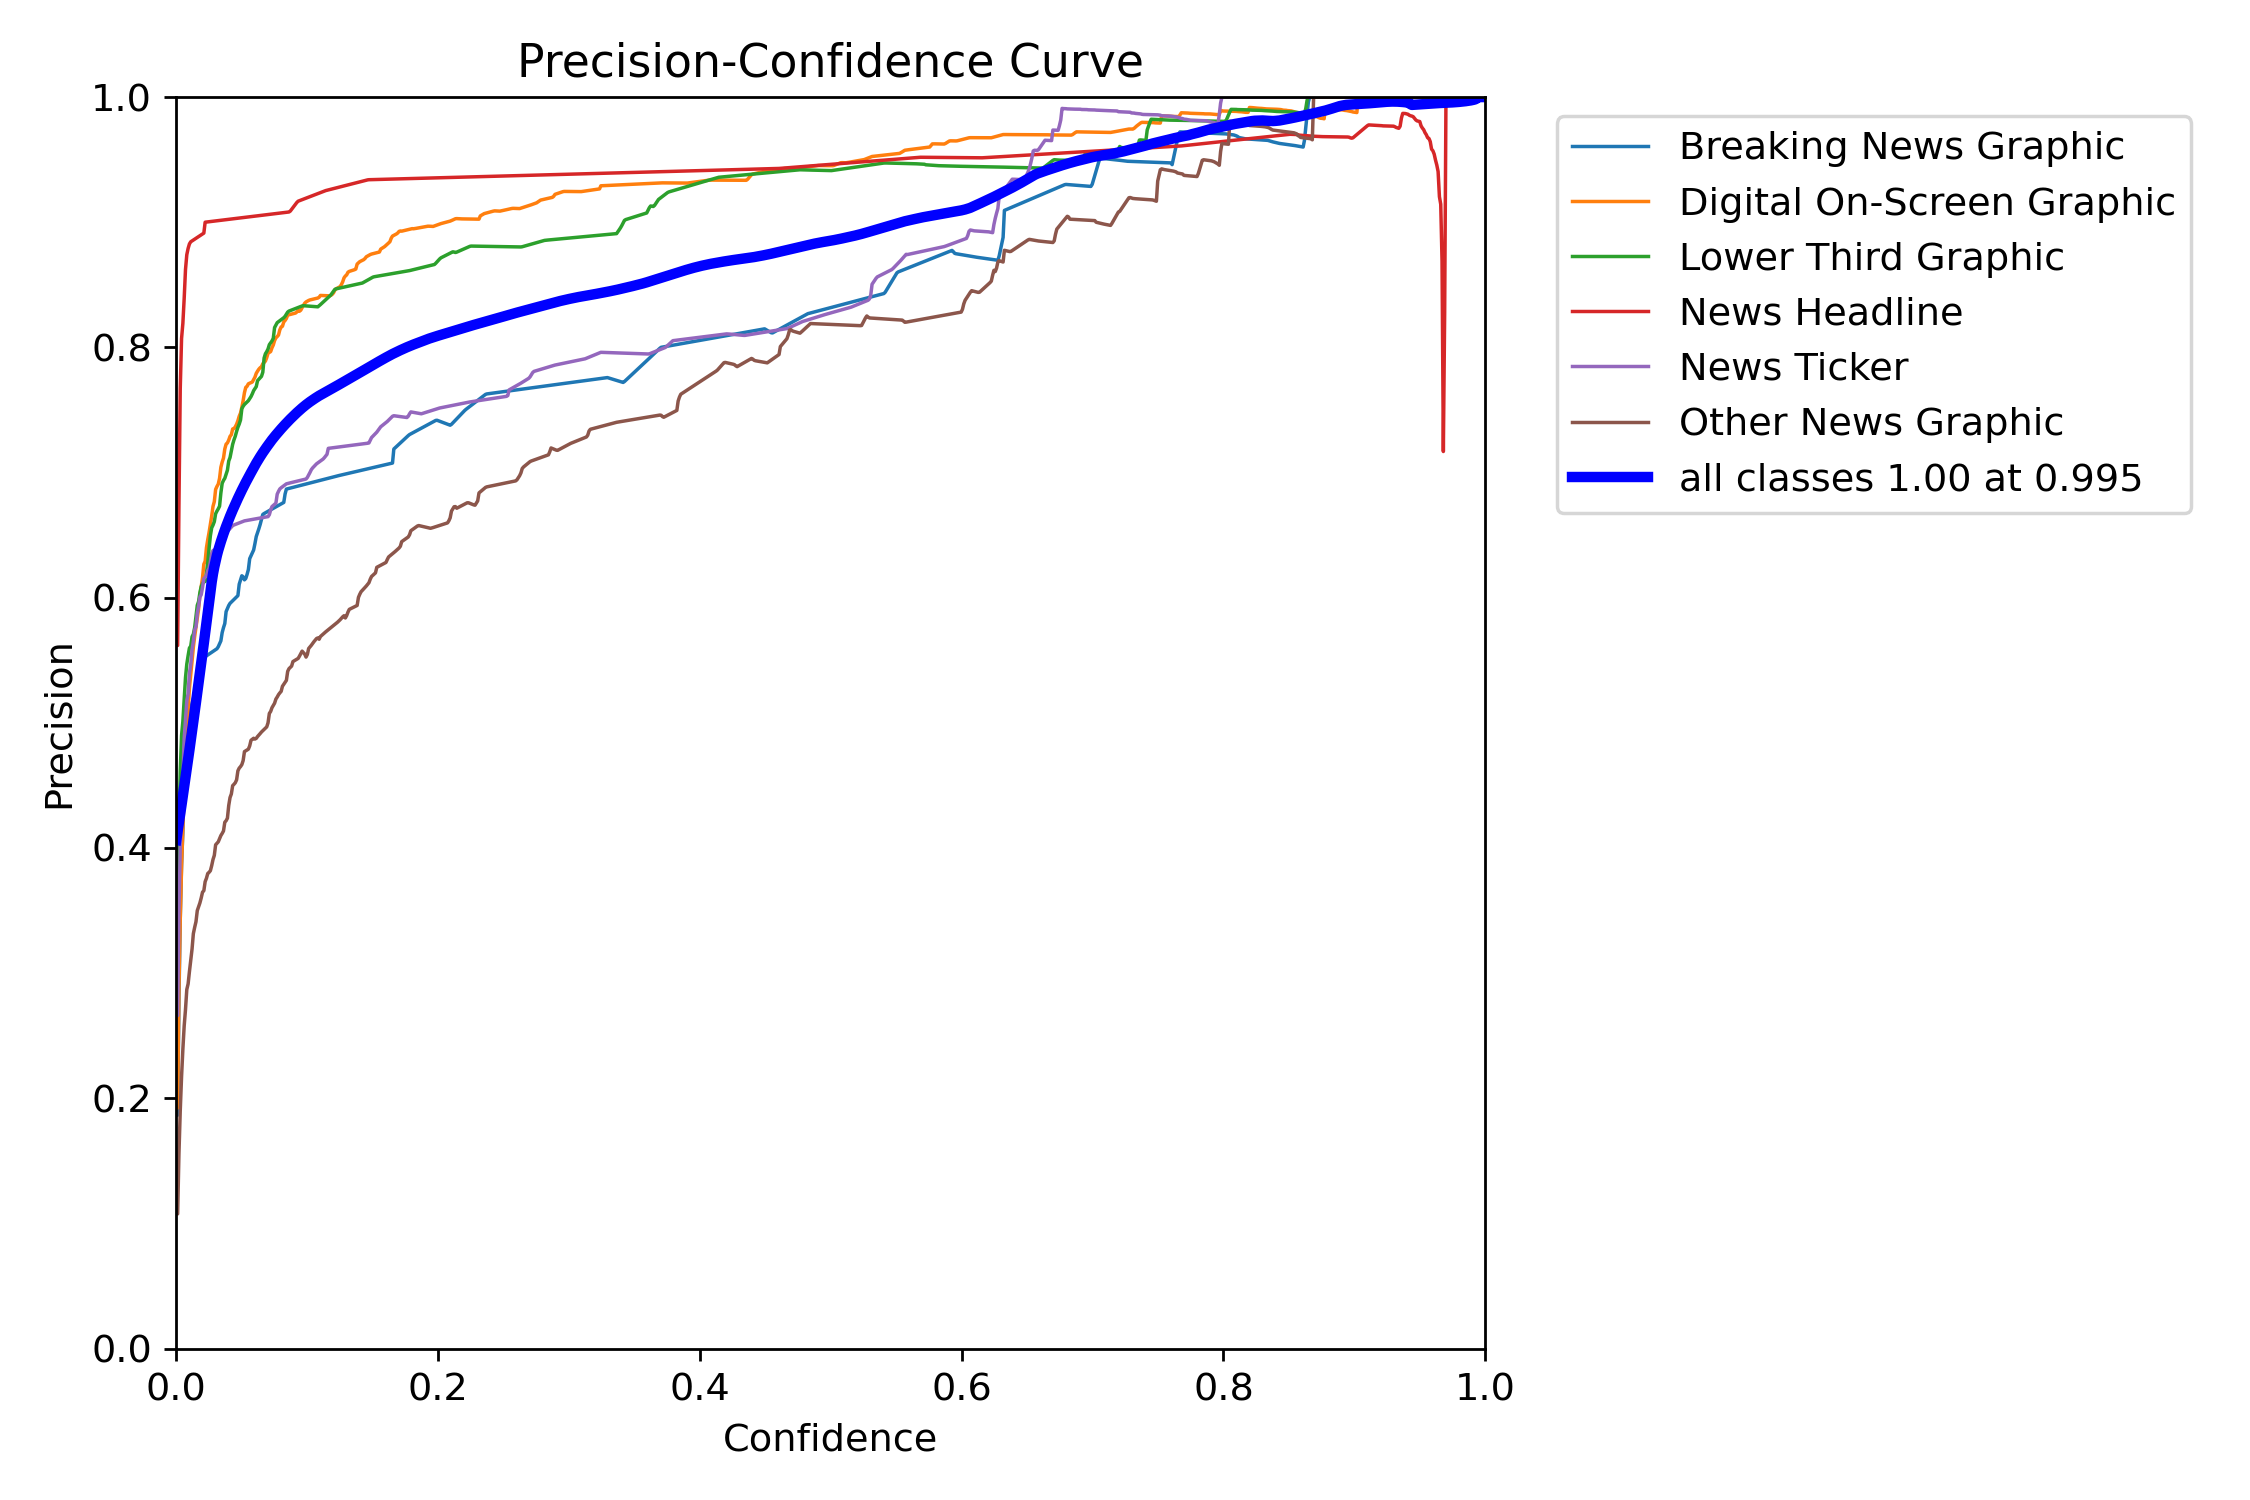 Precision-Confidence Curve
1.0
0.8
0.6
0.4
0.2
0.0
Precision
0.0 0.2 0.4 0.6 0.8 1.0
Confidence
Breaking News Graphic
Digital On-Screen Graphic
Lower Third Graphic
News Headline
News Ticker
Other News Graphic
all classes 1.00 at 0.995